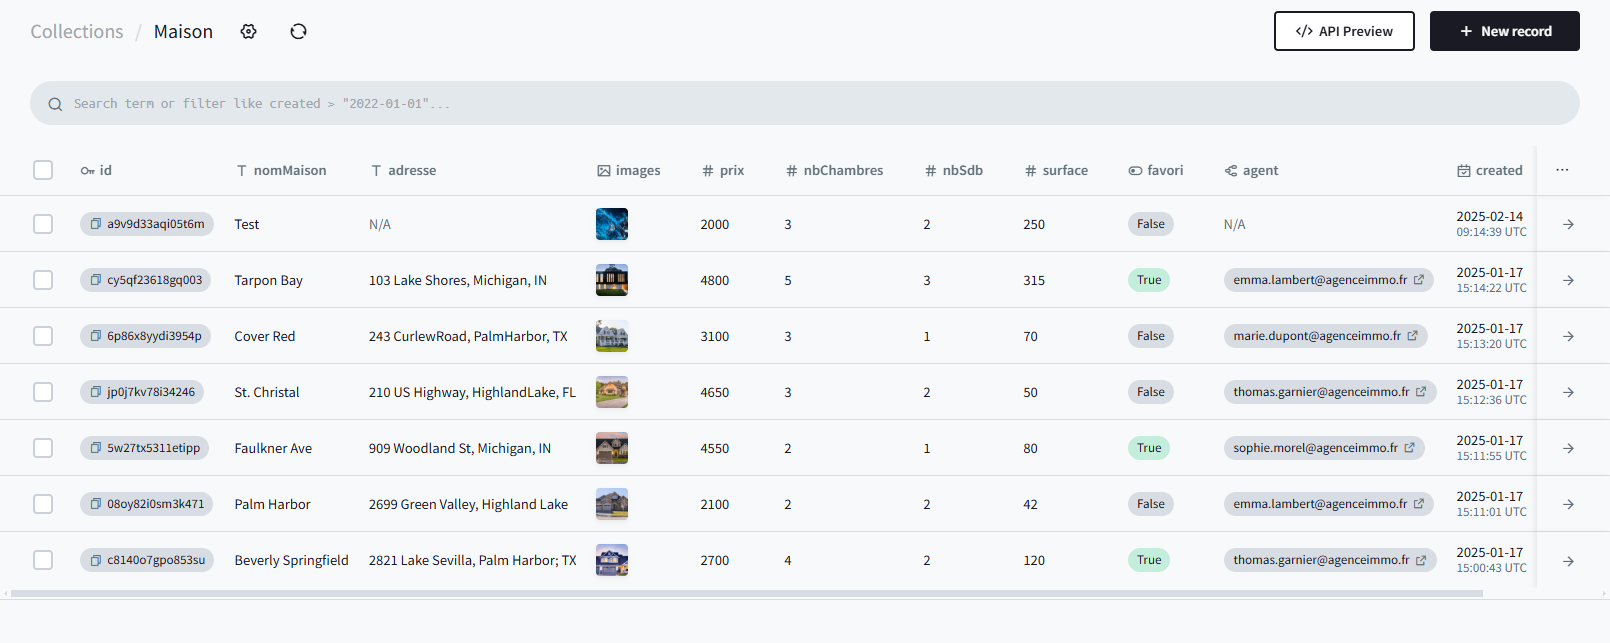 Collections / Maison
API Preview
New record
Search term or filter like created > "2022-01-01"...
id nomMaison adresse images prix nbChambres nbSdb surface favori agent created
a9v9d33aqi05t6m Test N/A 2000 3 2 250 False N/A 2025-02-14
09:14:39 UTC
cy5qf23618gq003 Tarpon Bay 103 Lake Shores, Michigan, IN 4800 5 3 315 True emma.lambert@agenceimmo.fr 2025-01-17
15:14:22 UTC
6p86x8yydi3954p Cover Red 243 CurlewRoad, PalmHarbor, TX 3100 3 1 70 False marie.dupont@agenceimmo.fr 2025-01-17
15:13:20 UTC
jp0j7kv78i34246 St. Christal 210 US Highway, HighlandLake, FL 4650 3 2 50 False thomas.garnier@agenceimmo.fr 2025-01-17
15:12:36 UTC
5w27tx5311etipp Faulkner Ave 909 Woodland St, Michigan, IN 4550 2 1 80 True sophie.morel@agenceimmo.fr 2025-01-17
15:11:55 UTC
08oy82i0sm3k471 Palm Harbor 2699 Green Valley, Highland Lake 2100 2 2 42 False emma.lambert@agenceimmo.fr 2025-01-17
15:11:01 UTC
c8140o7gpo853su Beverly Springfield 2821 Lake Sevilla, Palm Harbor; TX 2700 4 2 120 True thomas.garnier@agenceimmo.fr 2025-01-17
15:00:43 UTC